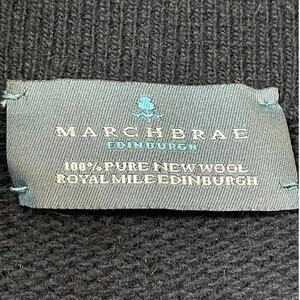 MARCHBRAE
EDINBURGH
100% PURE NEW WOOL
ROYAL MILE EDINBURGH